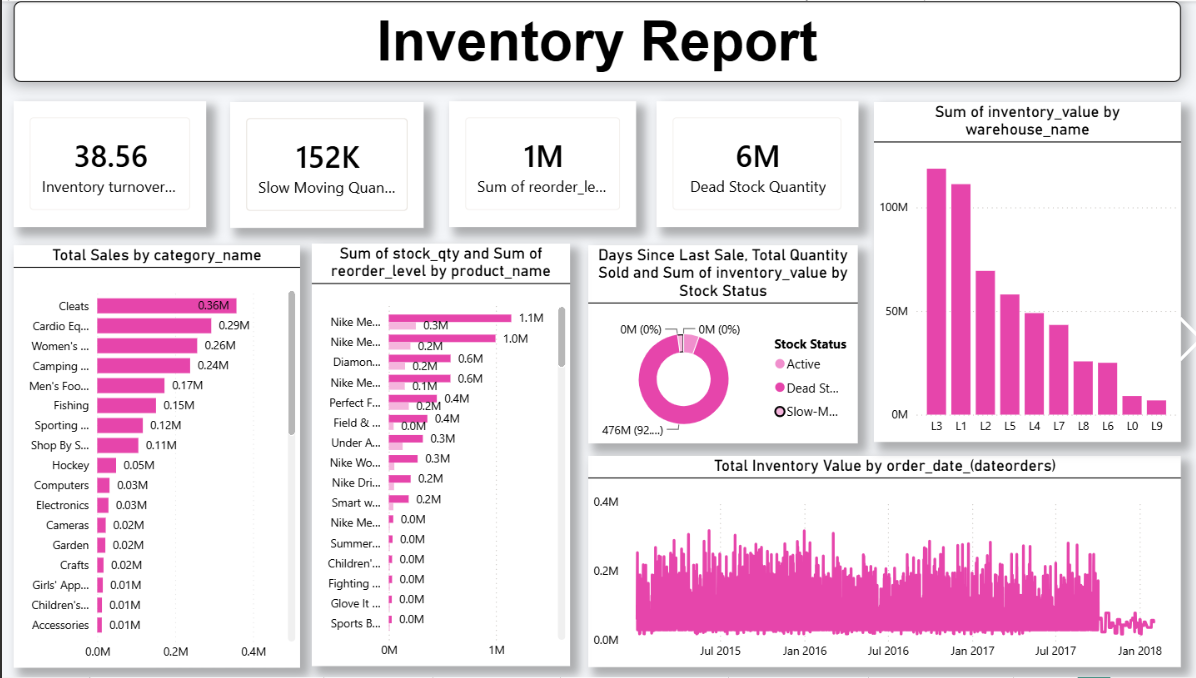 Inventory Report
38.56
Inventory turnover...
152K
Slow Moving Quan...
1M
Sum of reorder_le...
6M
Dead Stock Quantity
Sum of inventory_value by
warehouse_name
100M
50M
0M
L3 L1 L2 L5 L4 L7 L8 L6 L0 L9
Total Sales by category_name
Cleats 0.36M
Cardio Eq... 0.29M
Women's ... 0.26M
Camping ... 0.24M
Men's Foo... 0.17M
Fishing 0.15M
Sporting ... 0.12M
Shop By S... 0.11M
Hockey 0.05M
Computers 0.03M
Electronics 0.03M
Cameras 0.02M
Garden 0.02M
Crafts 0.02M
Girls' App... 0.01M
Children's... 0.01M
Accessories 0.01M
0.0M 0.2M 0.4M
Sum of stock_qty and Sum of
reorder_level by product_name
Nike Me... 1.1M
0.3M
Nike Me... 1.0M
0.2M
Diamon... 0.6M
0.2M
Nike Me... 0.6M
0.1M
Perfect F... 0.4M
0.2M
Field & ... 0.4M
0.0M
Under A... 0.3M
Nike Wo... 0.3M
Nike Dri... 0.2M
Smart w... 0.2M
Nike Me... 0.0M
Summer... 0.0M
Children'... 0.0M
Fighting ... 0.0M
Glove It ... 0.0M
Sports B... 0.0M
0M 1M
Days Since Last Sale, Total Quantity
Sold and Sum of inventory_value by
Stock Status
0M (0%) 0M (0%)
476M (92....)
Stock Status
Active
Dead St...
Slow-M...
Total Inventory Value by order_date_(dateorders)
0.4M
0.2M
0.0M
Jul 2015 Jan 2016 Jul 2016 Jan 2017 Jul 2017 Jan 2018